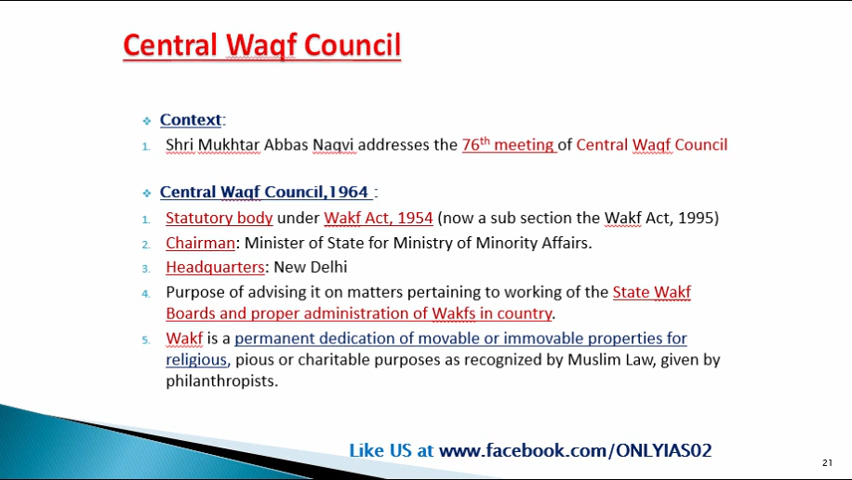 Central Waqf Council
❖ Context:
1. Shri Mukhtar Abbas Naqvi addresses the 76th meeting of Central Waqf Council
❖ Central Waqf Council,1964 :
1. Statutory body under Wakf Act, 1954 (now a sub section the Wakf Act, 1995)
2. Chairman: Minister of State for Ministry of Minority Affairs.
3. Headquarters: New Delhi
4. Purpose of advising it on matters pertaining to working of the State Wakf
Boards and proper administration of Wakfs in country.
5. Wakf is a permanent dedication of movable or immovable properties for
religious, pious or charitable purposes as recognized by Muslim Law, given by
philanthropists.
Like US at www.facebook.com/ONLYIAS02
21